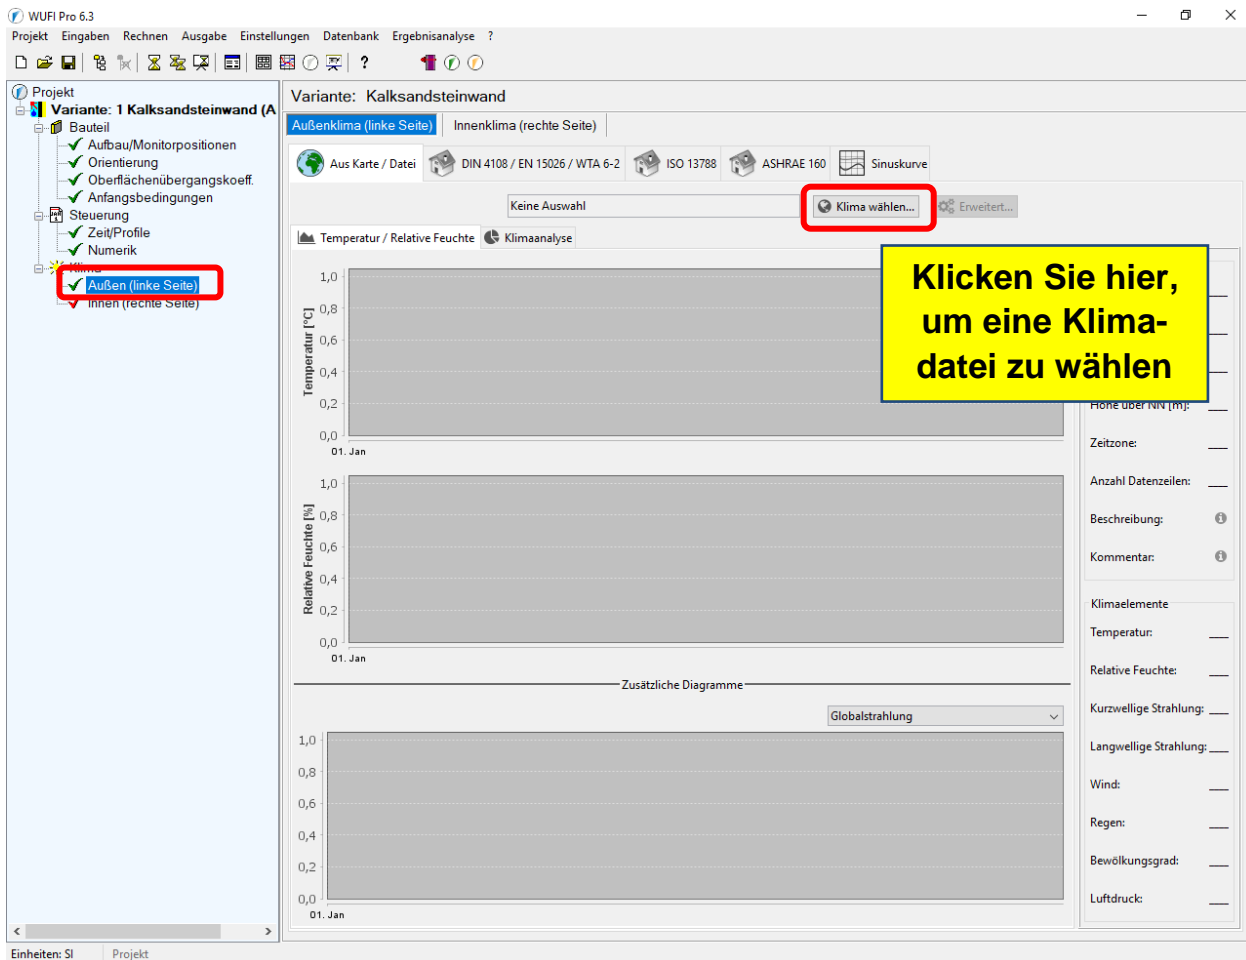 WUFI Pro 6.3
Projekt Eingaben Rechnen Ausgabe Einstellungen Datenbank Ergebnisanalyse ?
?
Projekt
Variante: 1 Kalksandsteinwand (A
Bauteil
Aufbau/Monitorpositionen
Orientierung
Oberflächenübergangskoeff.
Anfangsbedingungen
Steuerung
Zeit/Profile
Numerik
Klima
Außen (linke Seite)
Innen (rechte Seite)
Variante: Kalksandsteinwand
Außenklima (linke Seite) Innenklima (rechte Seite)
Aus Karte / Datei DIN 4108 / EN 15026 / WTA 6-2 ISO 13788 ASHRAE 160 Sinuskurve
Keine Auswahl Klima wählen... Erweitert...
Temperatur / Relative Feuchte Klimaanalyse
Klicken Sie hier,
um eine Klima-
datei zu wählen
Temperatur [°C]
1,0
0,8
0,6
0,4
0,2
0,0
01. Jan
Relative Feuchte [%]
1,0
0,8
0,6
0,4
0,2
0,0
01. Jan
Zusätzliche Diagramme
Globalstrahlung
1,0
0,8
0,6
0,4
0,2
0,0
01. Jan
Höhe über NN [m]:
Zeitzone:
Anzahl Datenzeilen:
Beschreibung:
Kommentar:
Klimaelemente
Temperatur:
Relative Feuchte:
Kurzwellige Strahlung:
Langwellige Strahlung:
Wind:
Regen:
Bewölkungsgrad:
Luftdruck:
Einheiten: SI Projekt